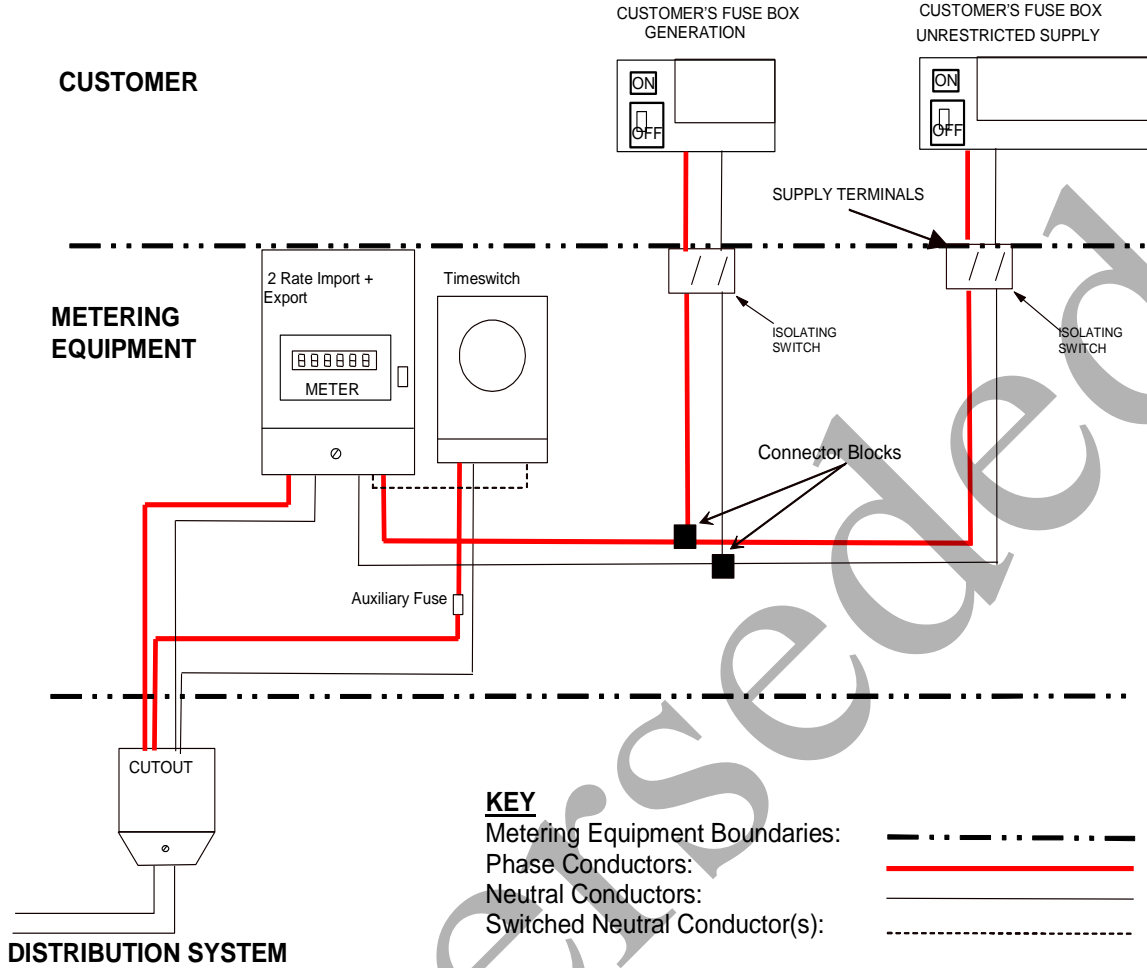 CUSTOMER'S FUSE BOX
GENERATION
CUSTOMER'S FUSE BOX
UNRESTRICTED SUPPLY
CUSTOMER
ON
OFF
ON
OFF
SUPPLY TERMINALS
2 Rate Import +
Export
Timeswitch
METERING
EQUIPMENT
ISOLATING
SWITCH
ISOLATING
SWITCH
888888
METER
Connector Blocks
Auxiliary Fuse
CUTOUT
KEY
Metering Equipment Boundaries:
Phase Conductors:
Neutral Conductors:
Switched Neutral Conductor(s):
DISTRIBUTION SYSTEM
erseded